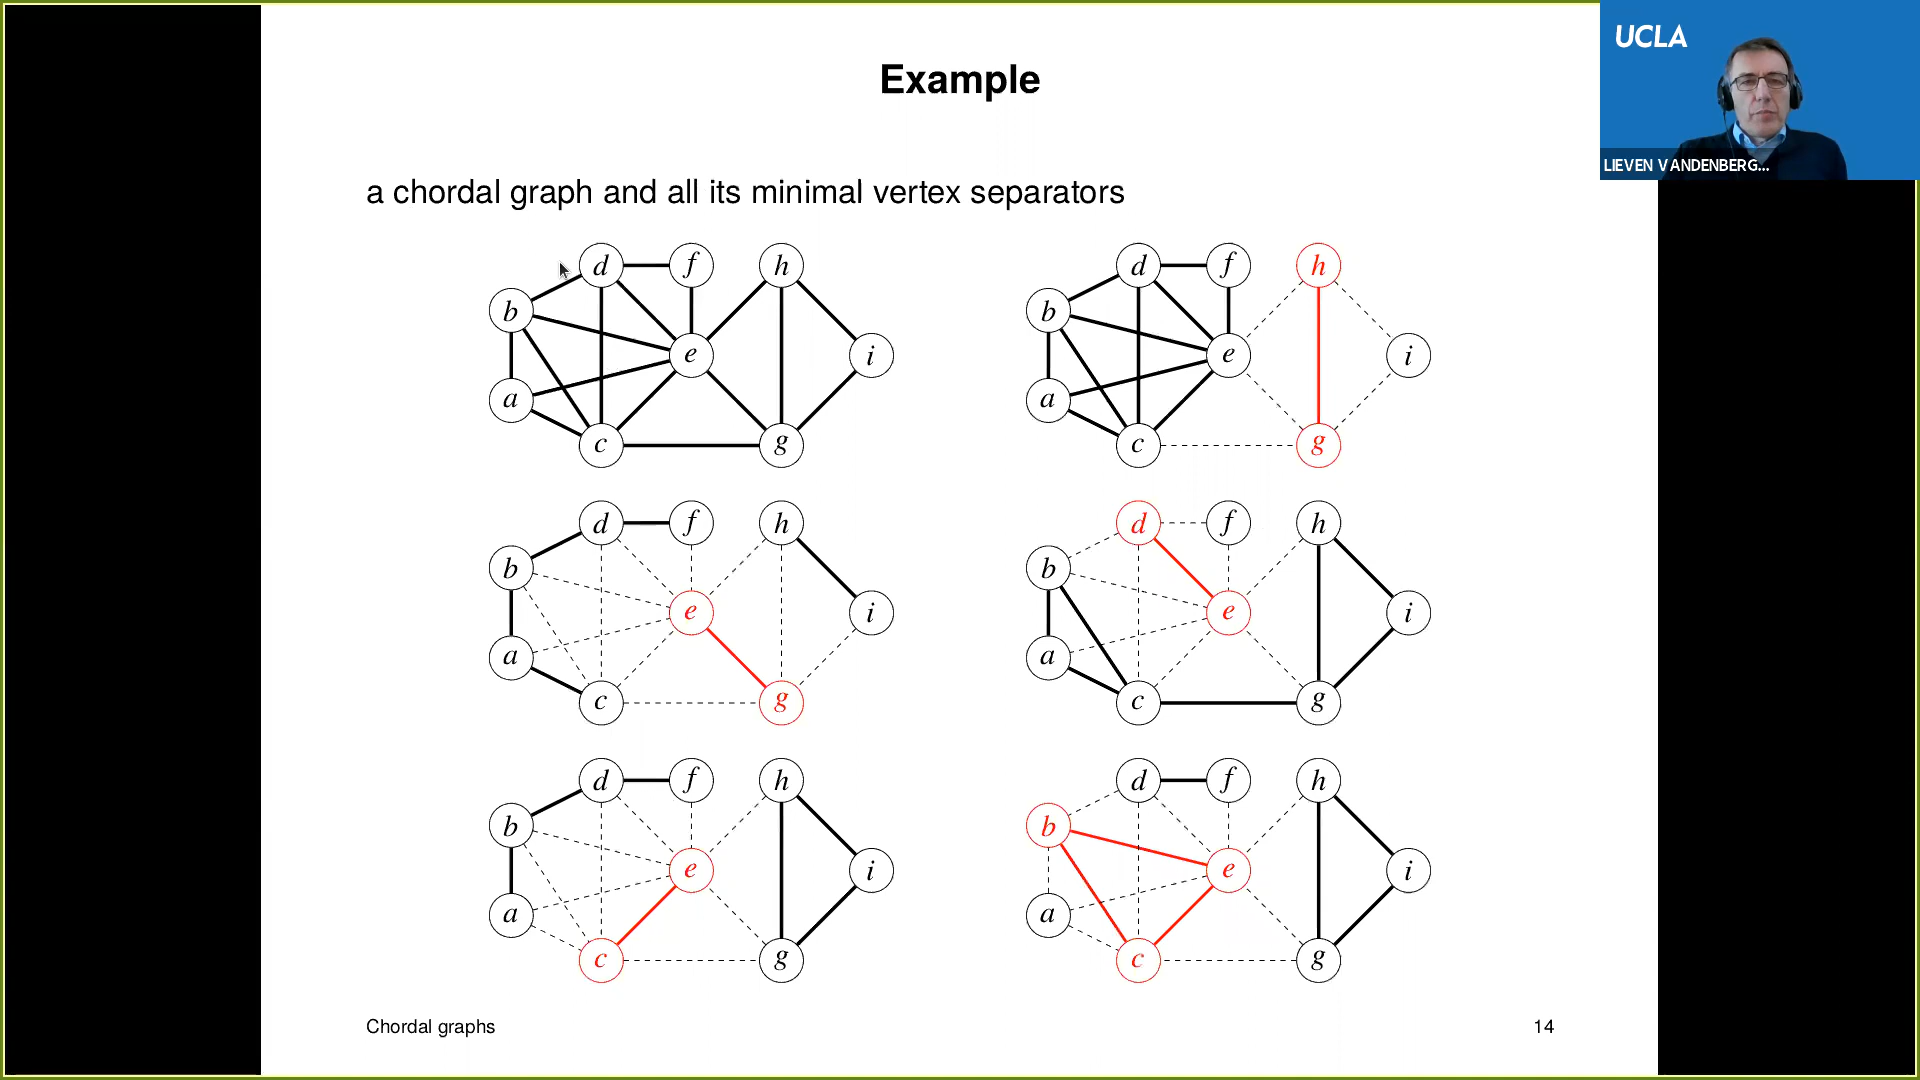 UCLA
LIEVEN VANDENBERG...
Example
a chordal graph and all its minimal vertex separators
d f h
b
e i
a
c g
d f h
b
e i
a
c g
d f h
b
e i
a
c g
d f h
b
e i
a
c g
d f h
b
e i
a
c g
d f h
b
e i
a
c g
Chordal graphs
14